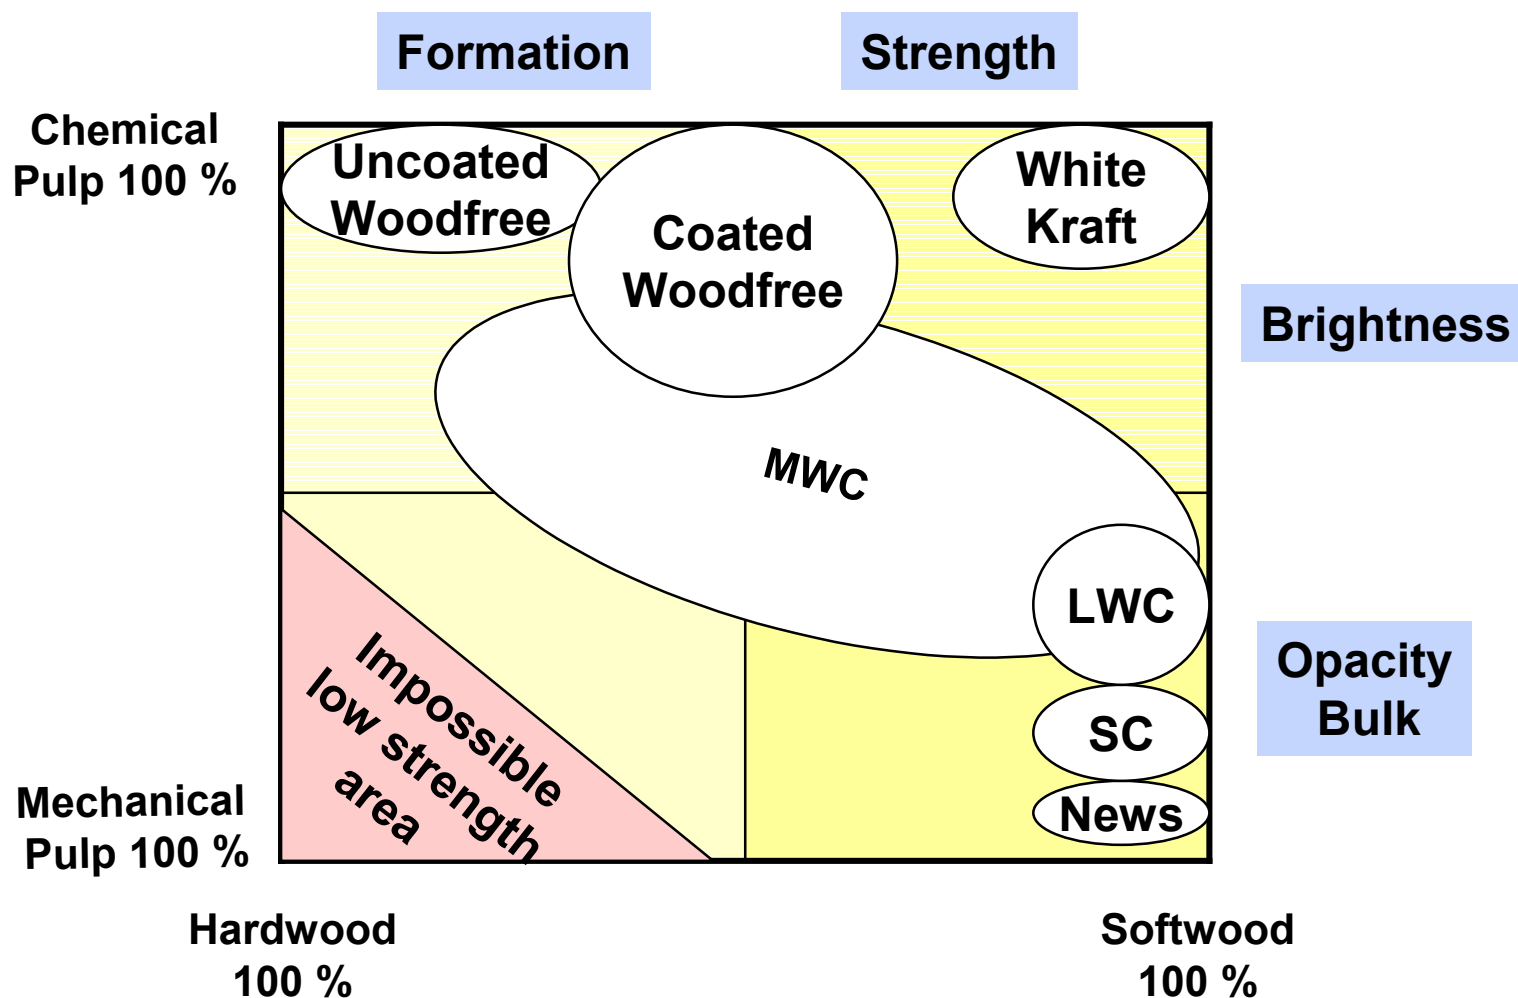 Formation
Strength
Chemical
Pulp 100 %
Uncoated
Woodfree
Coated
Woodfree
White
Kraft
Brightness
MWC
LWC
Opacity
Bulk
SC
News
Impossible
low strength
area
Mechanical
Pulp 100 %
Hardwood
100 %
Softwood
100 %